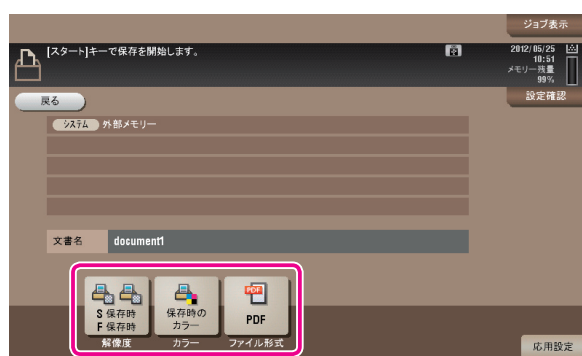 ジョブ表示
[スタート]キーで保存を開始します。
2012/05/25
10:51
メモリー残量
99%
戻る
設定確認
システム 外部メモリー
文書名 document1
S 保存時
F 保存時
解像度
保存時の
カラー
カラー
PDF
PDF
ファイル形式
応用設定